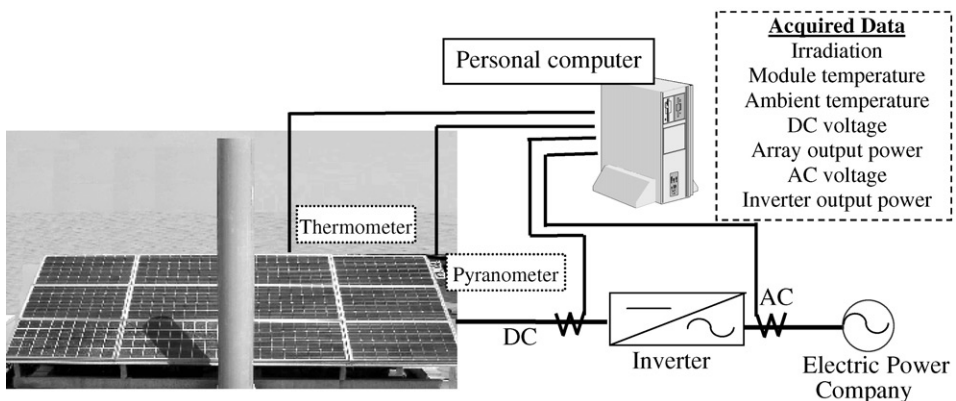 Acquired Data
Irradiation
Module temperature
Ambient temperature
DC voltage
Array output power
AC voltage
Inverter output power
Personal computer
Thermometer
Pyranometer
DC
AC
Inverter
Electric Power
Company